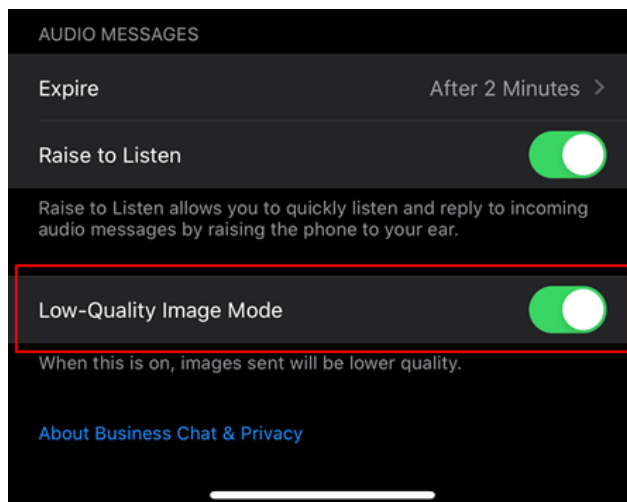 AUDIO MESSAGES
Expire After 2 Minutes >
Raise to Listen
Raise to Listen allows you to quickly listen and reply to incoming
audio messages by raising the phone to your ear.
Low-Quality Image Mode
When this is on, images sent will be lower quality.
About Business Chat & Privacy